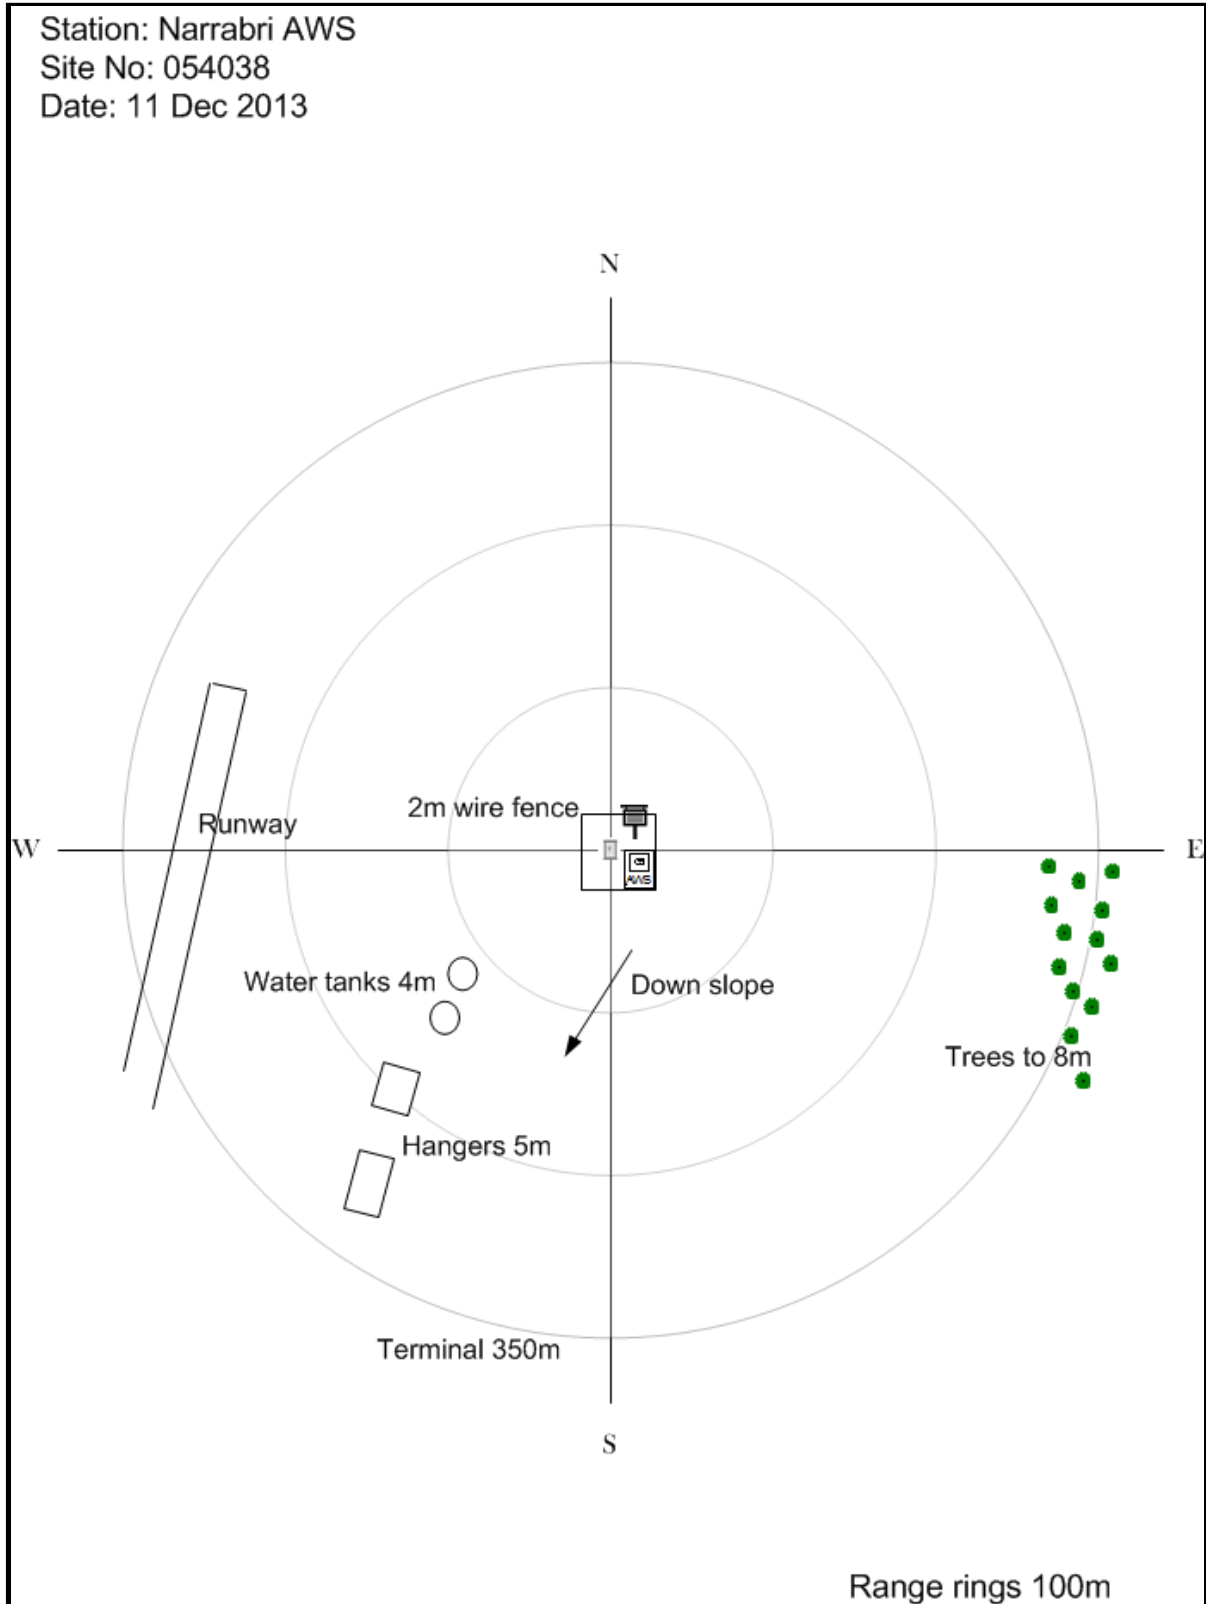 Station: Narrabri AWS
Site No: 054038
Date: 11 Dec 2013
N
2m wire fence
Runway
W
E
AWS
Water tanks 4m
Down slope
Trees to 8m
Hangers 5m
Terminal 350m
S
Range rings 100m